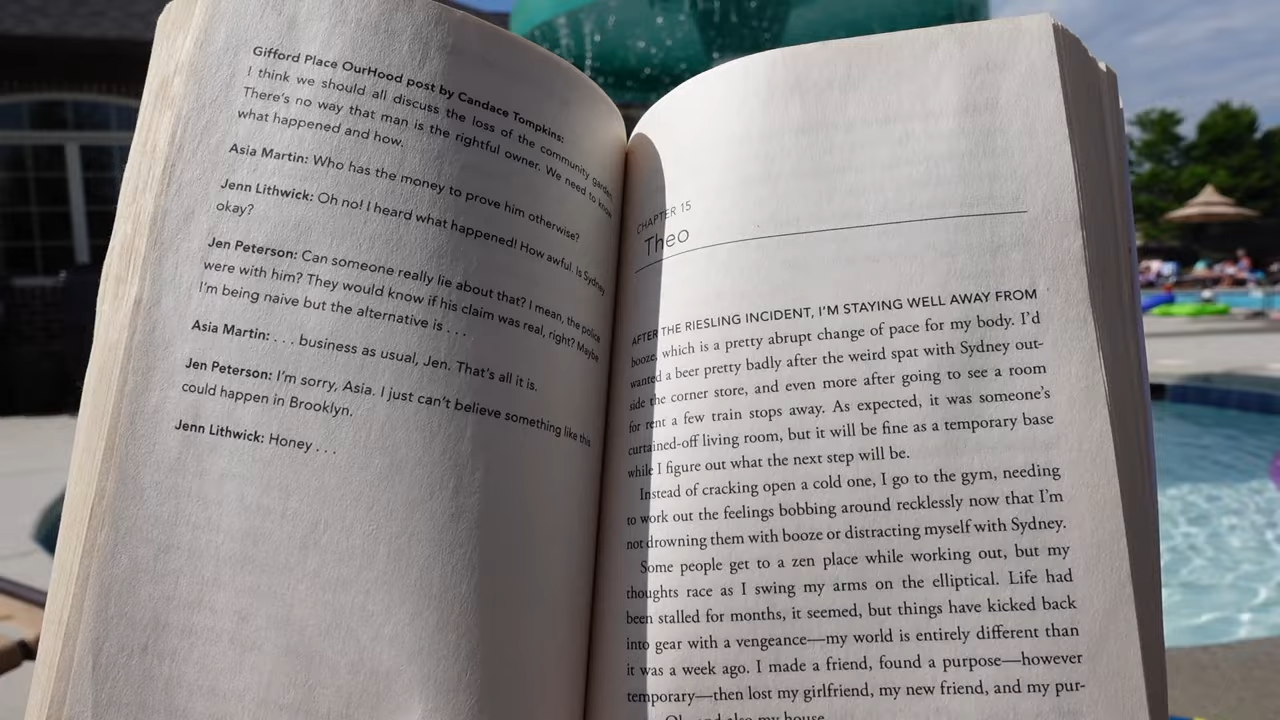 Gifford Place OurHood post by Candace Tompkins:
I think we should all discuss the loss of the community garden.
There's no way that man is the rightful owner. We need to know
what happened and how.
Asia Martin: Who has the money to prove him otherwise?
Jenn Lithwick: Oh no! I heard what happened! How awful. Is Sydney
okay?
Jen Peterson: Can someone really lie about that? I mean, the police
were with him? They would know if his claim was real, right? Maybe
I'm being naive but the alternative is . . .
Asia Martin: . . . business as usual, Jen. That's all it is.
Jen Peterson: I'm sorry, Asia. I just can't believe something like this
could happen in Brooklyn.
Jenn Lithwick: Honey . . .
CHAPTER 15
Theo
AFTER THE RIESLING INCIDENT, I'M STAYING WELL AWAY FROM
booze, which is a pretty abrupt change of pace for my body. I'd
wanted a beer pretty badly after the weird spat with Sydney out-
side the corner store, and even more after going to see a room
for rent a few train stops away. As expected, it was someone's
curtained-off living room, but it will be fine as a temporary base
while I figure out what the next step will be.
Instead of cracking open a cold one, I go to the gym, needing
to work out the feelings bobbing around recklessly now that I'm
not drowning them with booze or distracting myself with Sydney.
Some people get to a zen place while working out, but my
thoughts race as I swing my arms on the elliptical. Life had
been stalled for months, it seemed, but things have kicked back
into gear with a vengeance—my world is entirely different than
it was a week ago. I made a friend, found a purpose—however
temporary—then lost my girlfriend, my new friend, and my pur-
Oh, and also my house.